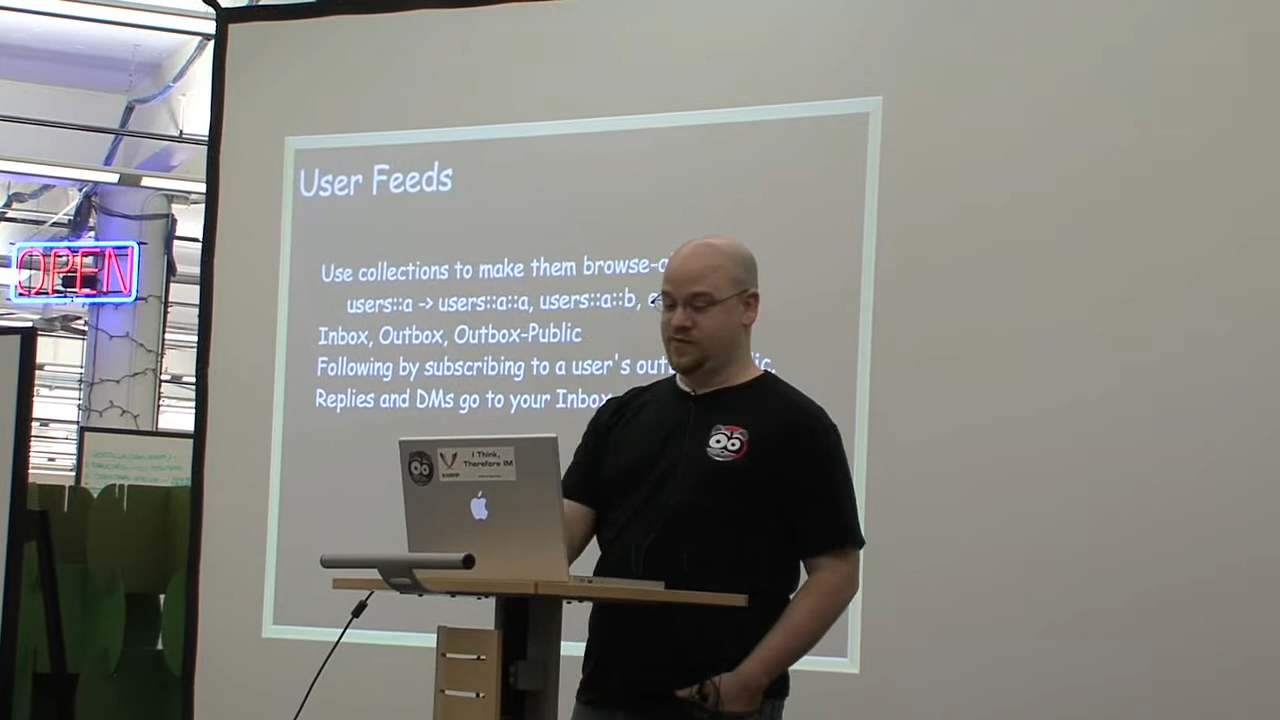 User Feeds
OPEN
Use collections to make them browse-
users::a -> users::a::a, users::a::b,
Inbox, Outbox, Outbox-Public
Following by subscribing to a user's out
Replies and DMs go to your Inbox
I Think,
Therefore IM